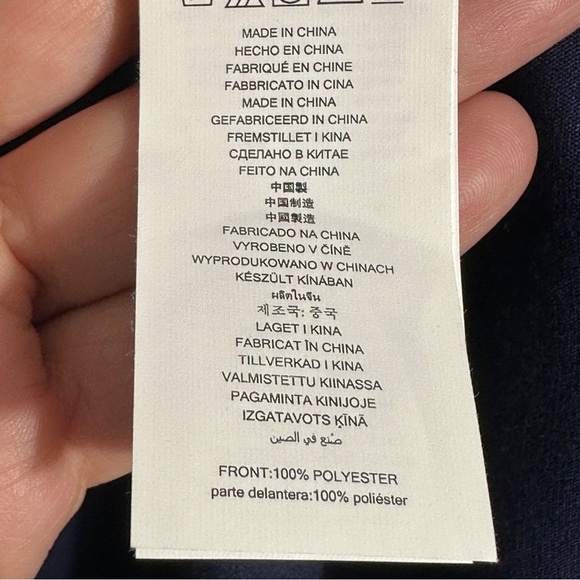 MADE IN CHINA
HECHO EN CHINA
FABRIQUÉ EN CHINE
FABBRICATO IN CINA
MADE IN CHINA
GEFABRICEERD IN CHINA
FREMSTILLET I KINA
СДЕЛАНО В КИТАЕ
FEITO NA CHINA
中国製
中国制造
中國製造
FABRICADO NA CHINA
VYROBENO V ČÍNĚ
WYPRODUKOWANO W CHINACH
KÉSZÜLT KÍNÁBAN
ผลิตในจีน
제조국: 중국
LAGET I KINA
FABRICAT ÎN CHINA
TILLVERKAD I KINA
VALMISTETTU KIINASSA
PAGAMINTA KINIJOJE
IZGATAVOTS ĶĪNĀ
صُنع في الصين
FRONT:100% POLYESTER
parte delantera:100% poliéster